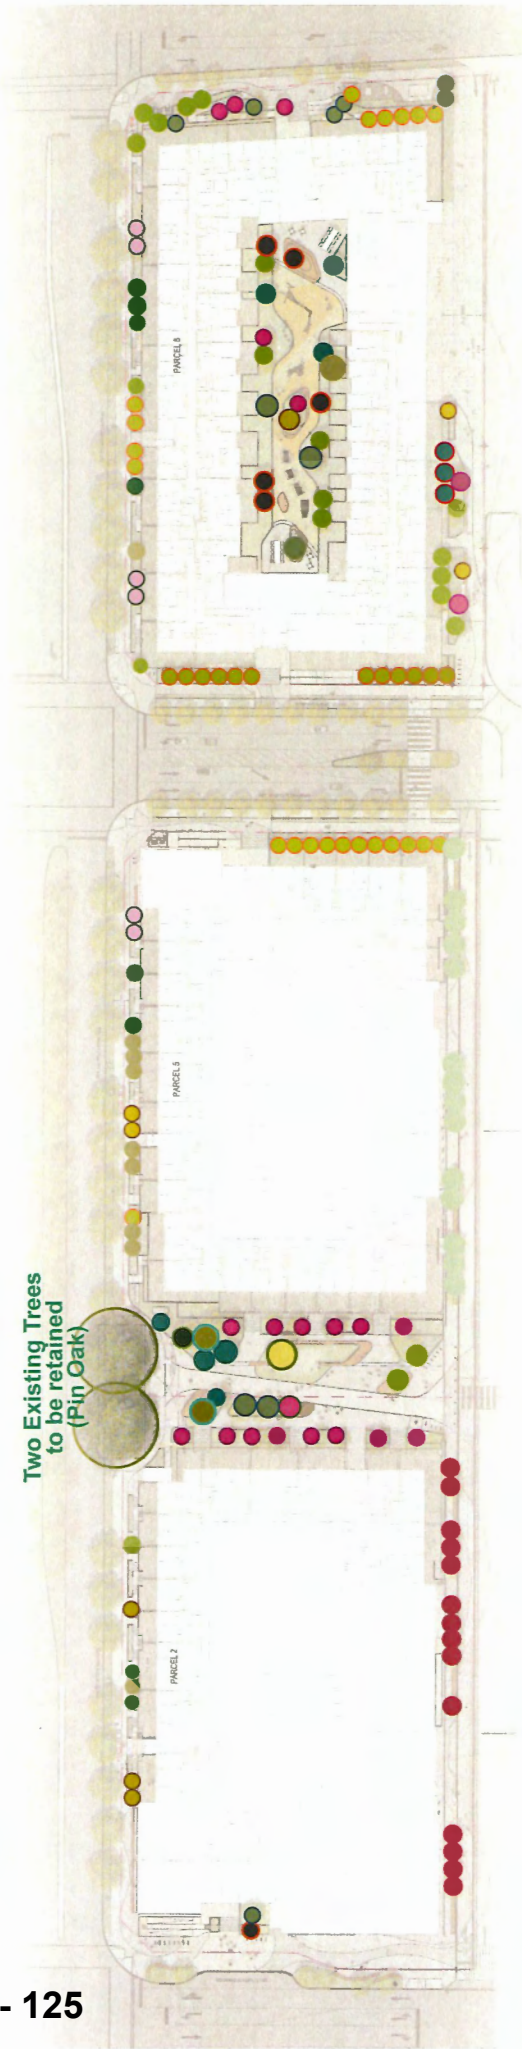 PARCEL 8
PARCEL 5
Two Existing Trees
to be retained
(Pin Oak)
PARCEL 2
- 125